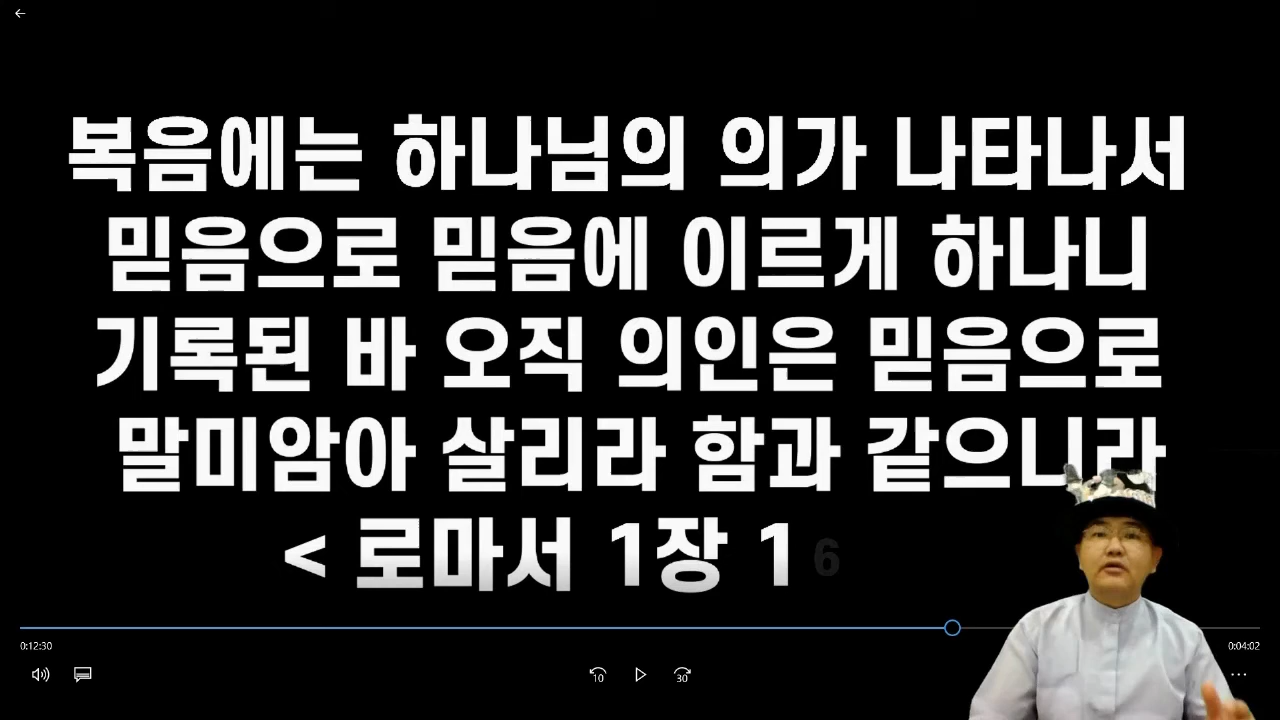 복음에는 하나님의 의가 나타나서
믿음으로 믿음에 이르게 하나니
기록된 바 오직 의인은 믿음으로
말미암아 살리라 함과 같으니라
< 로마서 1장 16
0:12:30
0:04:02
10
30